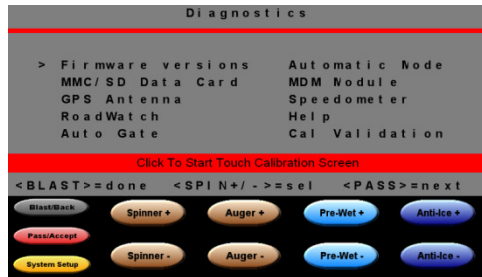 Diagnostics
> Firmware versions Automatic Mode
MMC/SD Data Card MDM Module
GPS Antenna Speedometer
RoadWatch Help
Auto Gate Cal Validation
Click To Start Touch Calibration Screen
<BLAST>=done <SPIN+/->=sel <PASS>=next
Blast/Back
Spinner + Auger + Pre-Wet + Anti-Ice +
Pass/Accept
Spinner - Auger - Pre-Wet - Anti-Ice -
System Setup